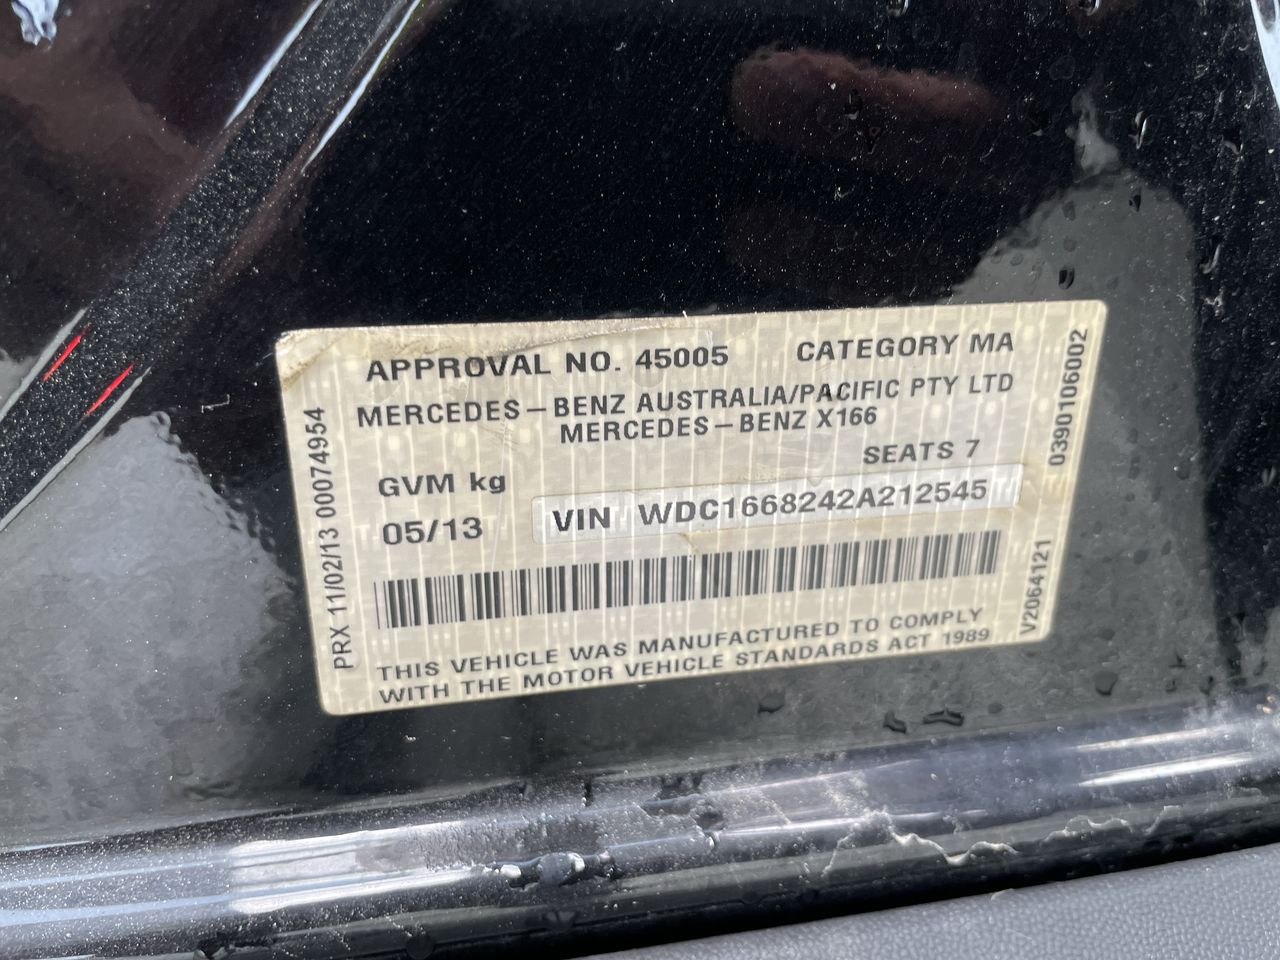 APPROVAL NO. 45005 CATEGORY MA
MERCEDES-BENZ AUSTRALIA/PACIFIC PTY LTD
MERCEDES-BENZ X166
SEATS 7
GVM kg
05/13 VIN WDC1668242A212545
THIS VEHICLE WAS MANUFACTURED TO COMPLY
WITH THE MOTOR VEHICLE STANDARDS ACT 1989
PRX 11/02/13 00074954
0390106002
V2064121